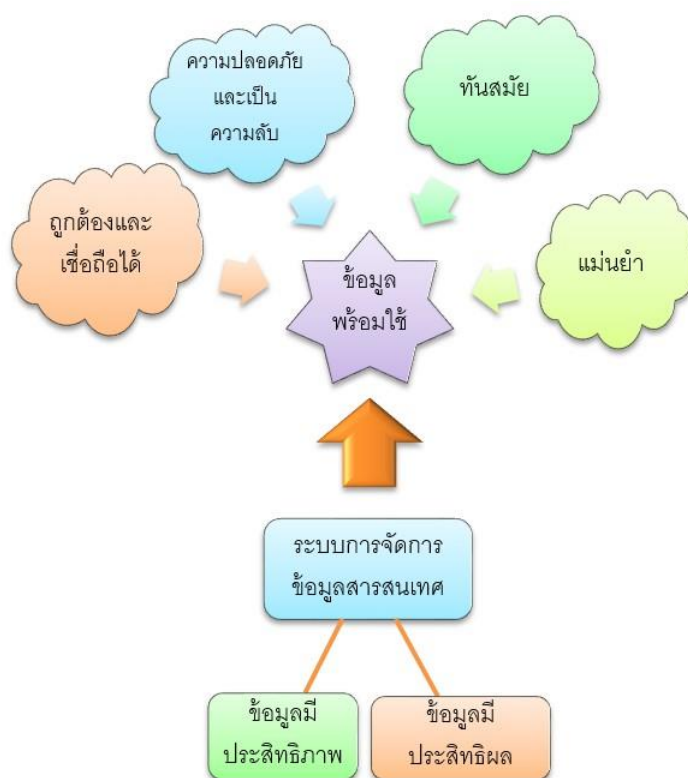 ความปลอดภัย
และเป็น
ความลับ
ทันสมัย
ถูกต้องและ
เชื่อถือได้
แม่นยำ
ข้อมูล
พร้อมใช้
ระบบการจัดการ
ข้อมูลสารสนเทศ
ข้อมูลมี
ประสิทธิภาพ
ข้อมูลมี
ประสิทธิผล